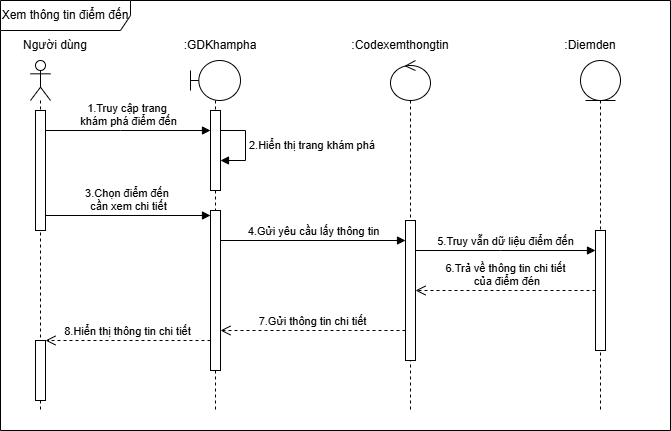 Xem thông tin điểm đến
Người dùng
:GDKhampha
:Codexemthongtin
:Diemden
1.Truy cập trang
khám phá điểm đến
2.Hiển thị trang khám phá
3.Chọn điểm đến
cần xem chi tiết
4.Gửi yêu cầu lấy thông tin
5.Truy vẫn dữ liệu điểm đến
6.Trả về thông tin chi tiết
của điểm đén
7.Gửi thông tin chi tiết
8.Hiển thị thông tin chi tiết